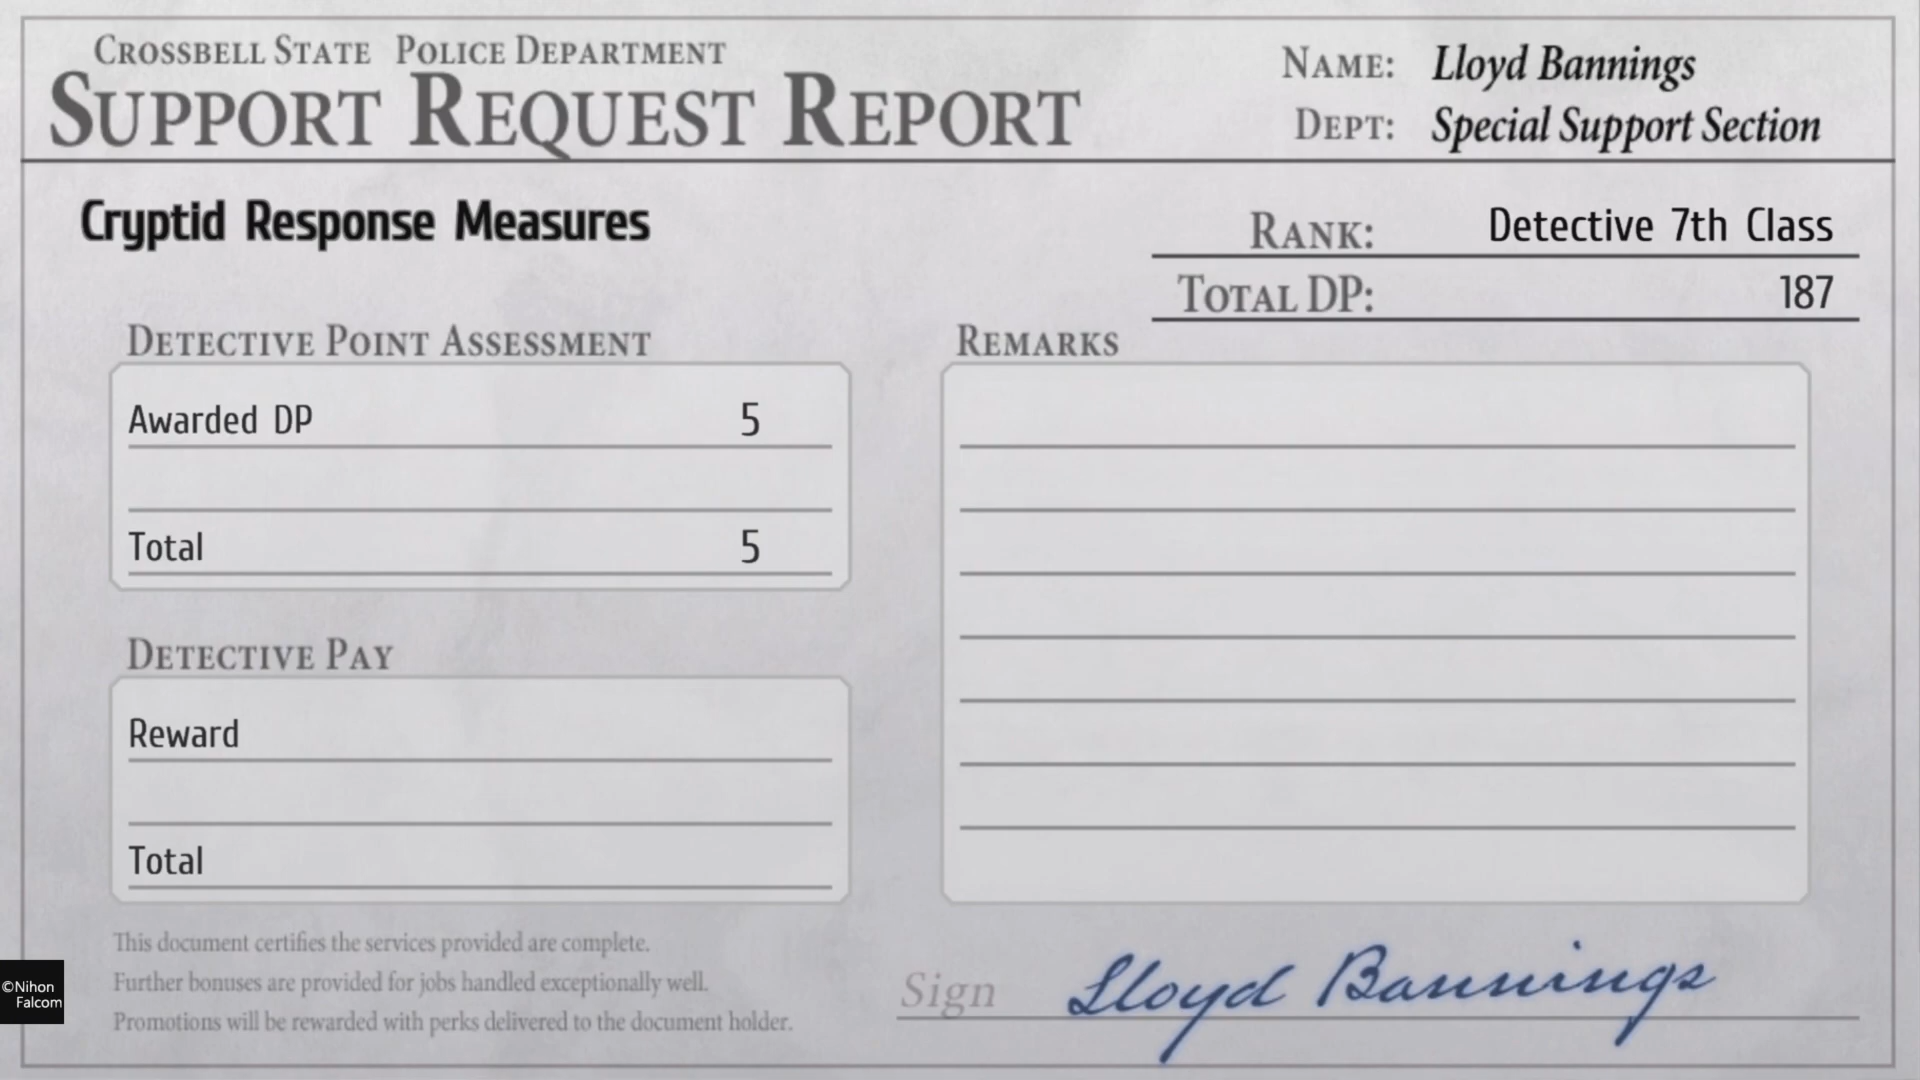 Crossbell State Police Department
Support Request Report
Name: Lloyd Bannings
Dept: Special Support Section
Cryptid Response Measures
Rank: Detective 7th Class
Total DP: 187
Detective Point Assessment
Awarded DP 5
Total 5
Detective Pay
Reward
Total
Remarks
This document certifies the services provided are complete.
Further bonuses are provided for jobs handled exceptionally well.
Promotions will be rewarded with perks delivered to the document holder.
Sign Lloyd Bannings
©Nihon
Falcom